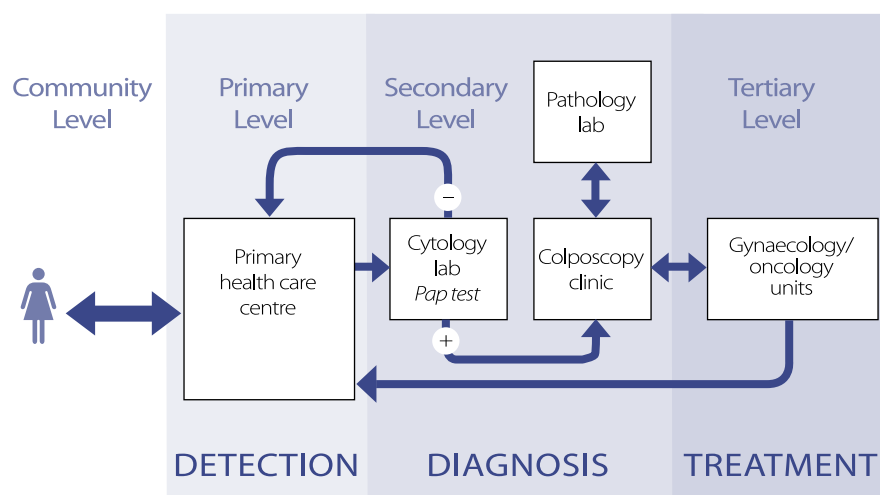 Community
Level
Primary
Level
Secondary
Level
Pathology
lab
Tertiary
Level
−
Primary
health care
centre
Cytology
lab
Pap test
Colposcopy
clinic
Gynaecology/
oncology
units
+
DETECTION
DIAGNOSIS
TREATMENT